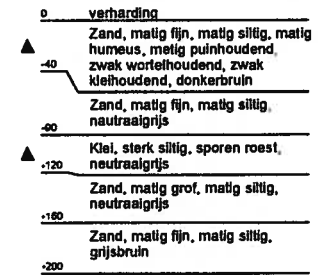 0 verharding
Zand, matig fijn, matig siltig, matig
humeus, metig puinhoudend,
-40 zwak wortelhoudend, zwak
kleihoudend, donkerbruin
Zand, matig fijn, matig siltig,
nautraalgrijs
-90
Klei, sterk siltig, sporen roest,
-120 neutraalgrijs
Zand, matig grof, matig siltig,
neutraalgrijs
-160
Zand, matig fijn, matig siltig,
grijsbruin
-200